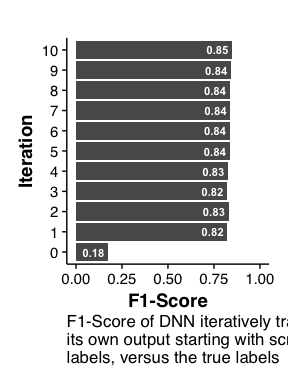 10 0.85
9 0.84
8 0.84
7 0.84
6 0.84
5 0.84
4 0.83
3 0.82
2 0.83
1 0.82
0 0.18
Iteration
0.00 0.25 0.50 0.75 1.00
F1-Score
F1-Score of DNN iteratively
its own output starting with
labels, versus the true labels